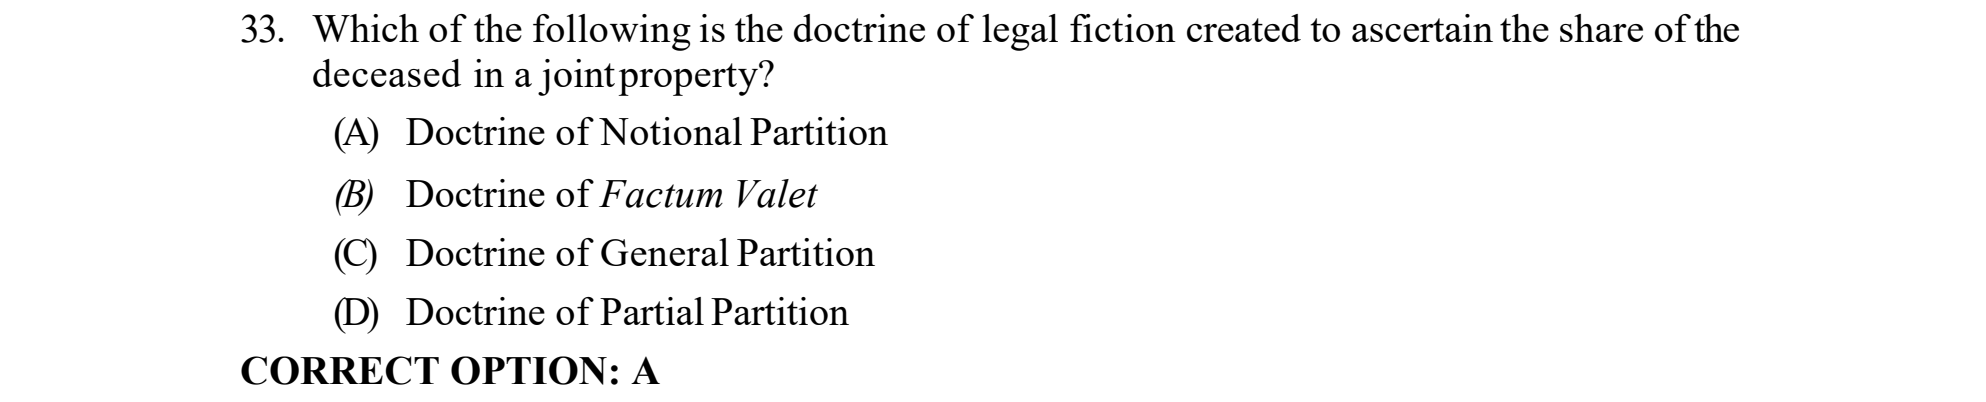 33. Which of the following is the doctrine of legal fiction created to ascertain the share of the
deceased in a joint property?
(A) Doctrine of Notional Partition
(B) Doctrine of Factum Valet
(C) Doctrine of General Partition
(D) Doctrine of Partial Partition
CORRECT OPTION: A